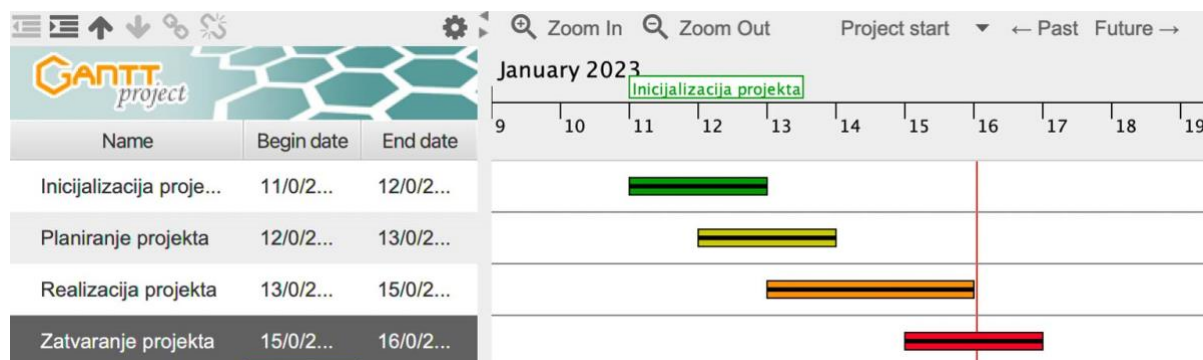 Zoom In Zoom Out Project start ← Past Future →
GANTT
project
January 2023
Inicijalizacija projekta
9 10 11 12 13 14 15 16 17 18 19
Name Begin date End date
Inicijalizacija proje... 11/0/2... 12/0/2...
Planiranje projekta 12/0/2... 13/0/2...
Realizacija projekta 13/0/2... 15/0/2...
Zatvaranje projekta 15/0/2... 16/0/2...